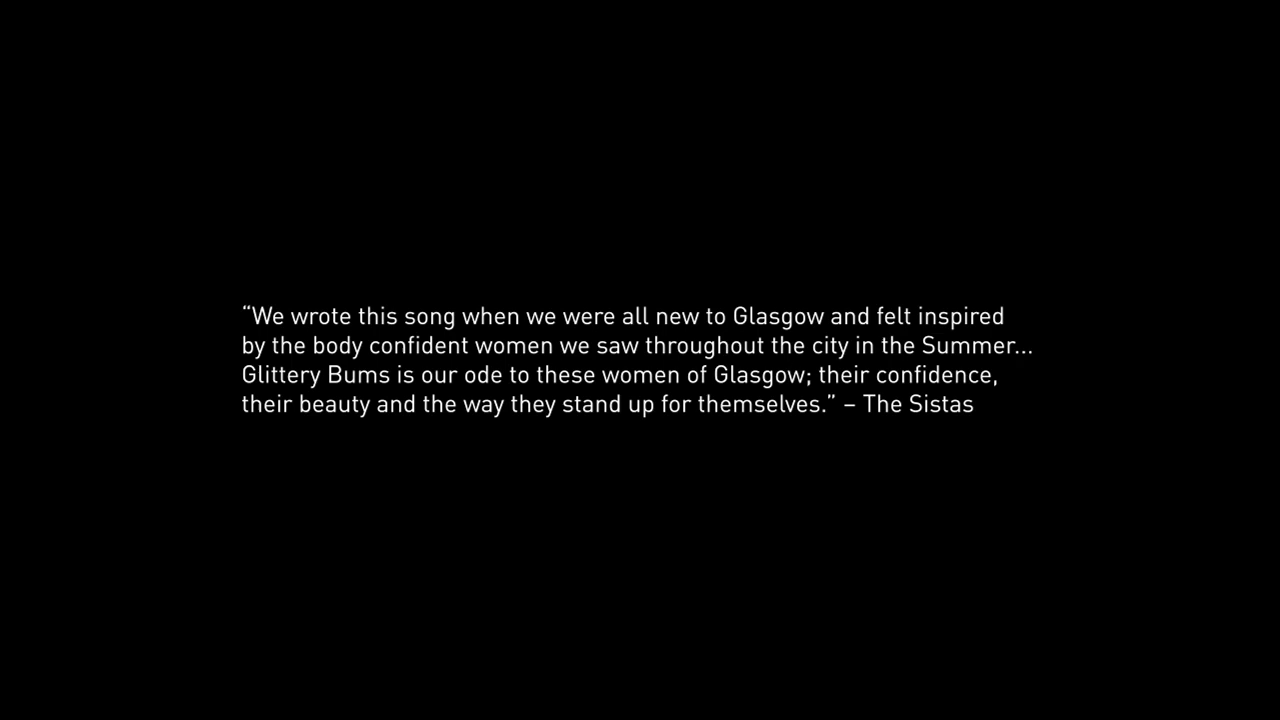 “We wrote this song when we were all new to Glasgow and felt inspired
by the body confident women we saw throughout the city in the Summer...
Glittery Bums is our ode to these women of Glasgow; their confidence,
their beauty and the way they stand up for themselves.” – The Sistas